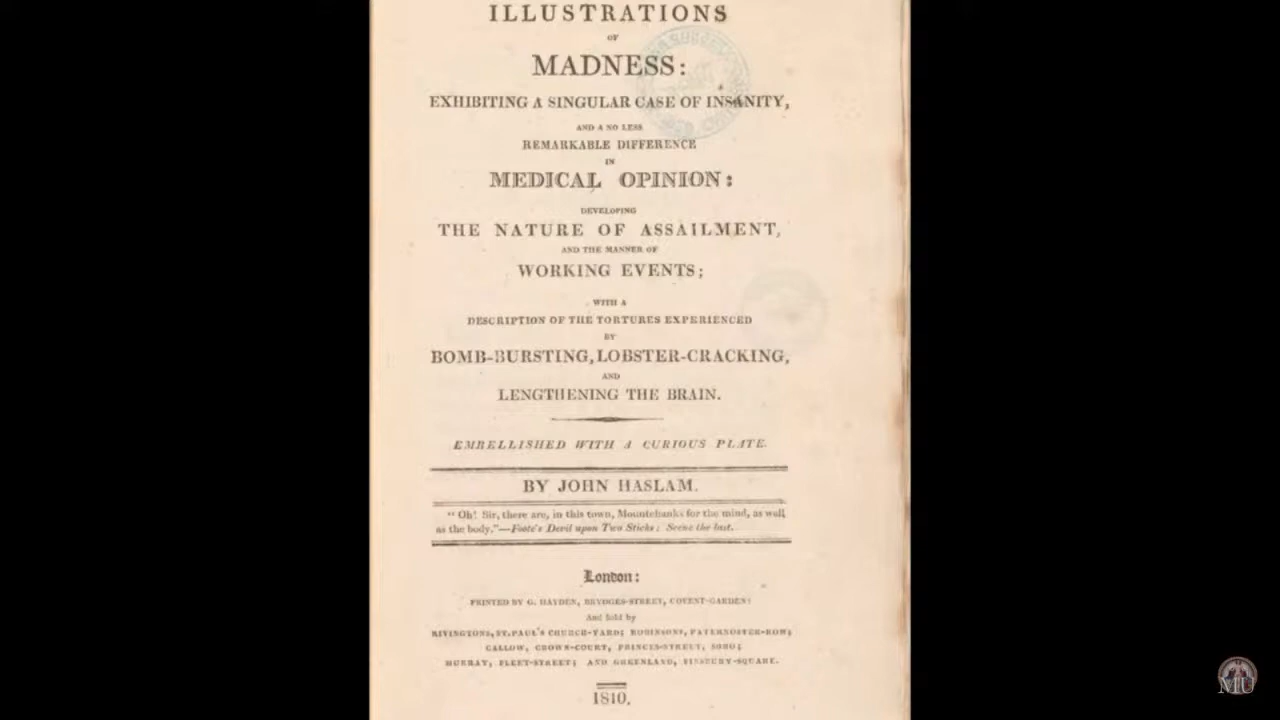 ILLUSTRATIONS
OF
MADNESS:
EXHIBITING A SINGULAR CASE OF INSANITY,
AND A NO LESS
REMARKABLE DIFFERENCE
IN
MEDICAL OPINION:
DEVELOPING
THE NATURE OF ASSAILMENT,
AND THE MANNER OF
WORKING EVENTS;
WITH A
DESCRIPTION OF THE TORTURES EXPERIENCED
BY
BOMB-BURSTING, LOBSTER-CRACKING,
AND
LENGTHENING THE BRAIN.
EMBELLISHED WITH A CURIOUS PLATE.
BY JOHN HASLAM.
"Oh! Sir, there are, in this town, Mountebanks for the mind, as well
as the body."—Foote's Devil upon Two Sticks; Scene the last.
London:
PRINTED BY G. HAYDEN, BRYDGES-STREET, COVENT-GARDEN:
And sold by
RIVINGTONS, ST. PAUL'S CHURCH-YARD; ROBINSONS, PATERNOSTER-ROW;
CALLOW, CROWN-COURT, PRINCES-STREET, SOHO;
MURRAY, FLEET-STREET; AND GREENLAND, FINSBURY-SQUARE.
1810.
MU